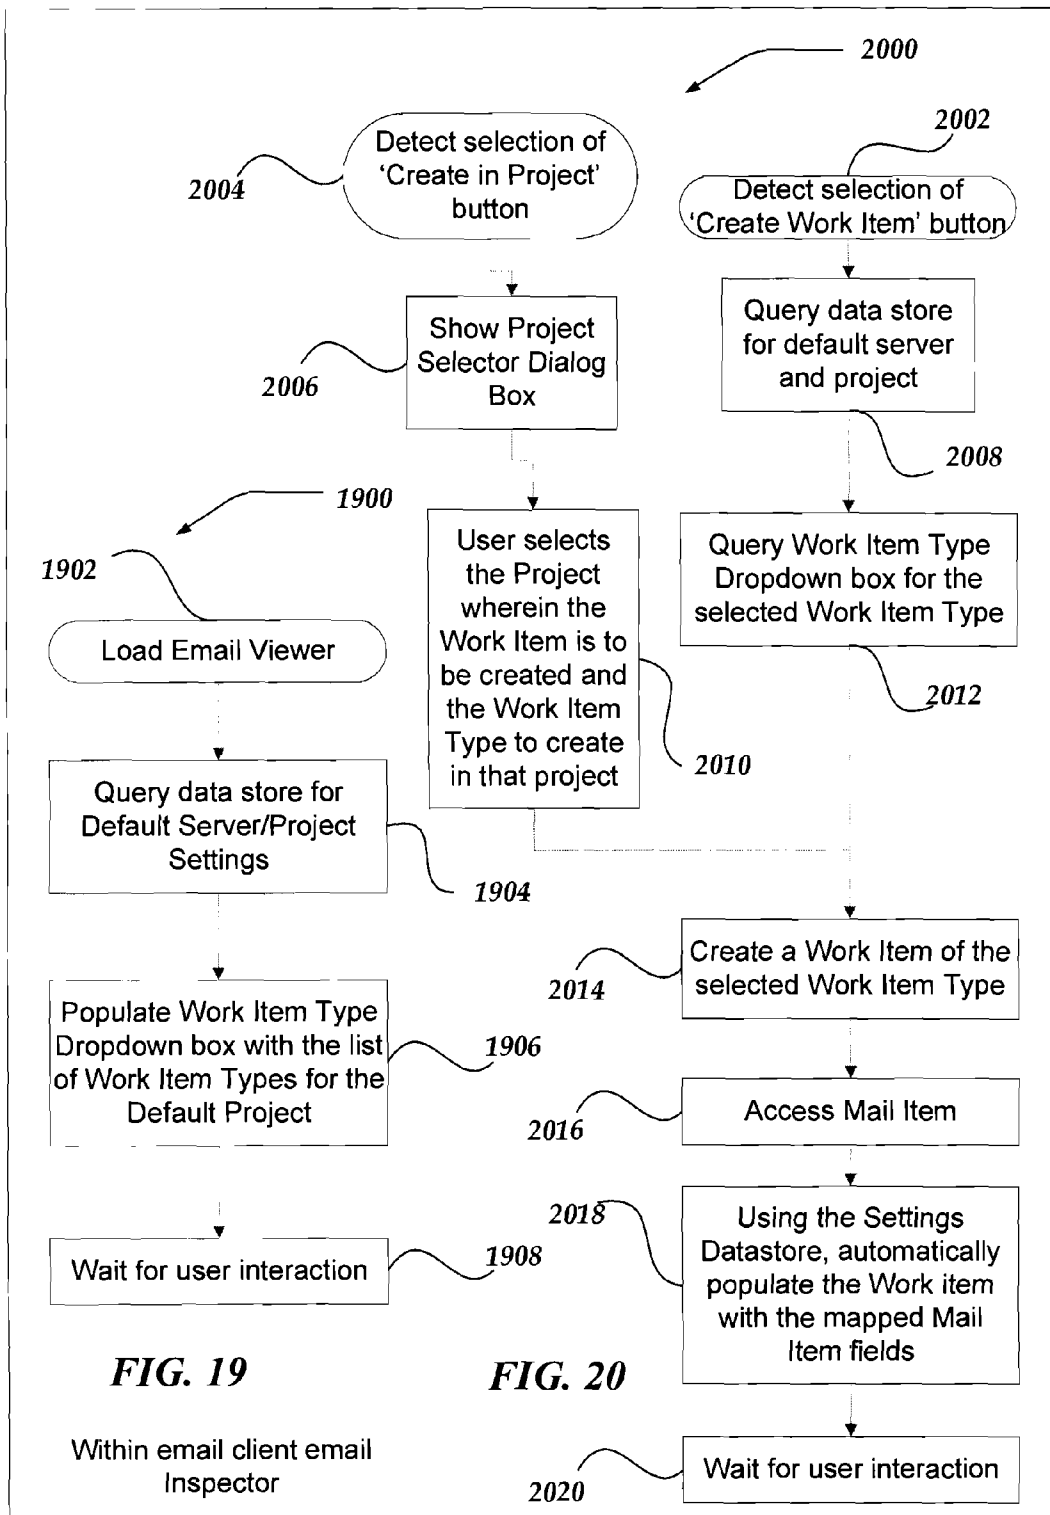 2000
2002
Detect selection of
‘Create in Project’
button
2004
Detect selection of
‘Create Work Item’ button
Show Project
Selector Dialog
Box
2006
Query data store
for default server
and project
2008
User selects
the Project
wherein the
Work Item is to
be created and
the Work Item
Type to create
in that project
2010
Query Work Item Type
Dropdown box for the
selected Work Item Type
2012
1900
1902
Load Email Viewer
Query data store for
Default Server/Project
Settings
1904
Populate Work Item Type
Dropdown box with the list
of Work Item Types for the
Default Project
1906
Wait for user interaction
1908
FIG. 19
Within email client email
Inspector
Create a Work Item of the
selected Work Item Type
2014
Access Mail Item
2016
Using the Settings
Datastore, automatically
populate the Work item
with the mapped Mail
Item fields
2018
FIG. 20
Wait for user interaction
2020